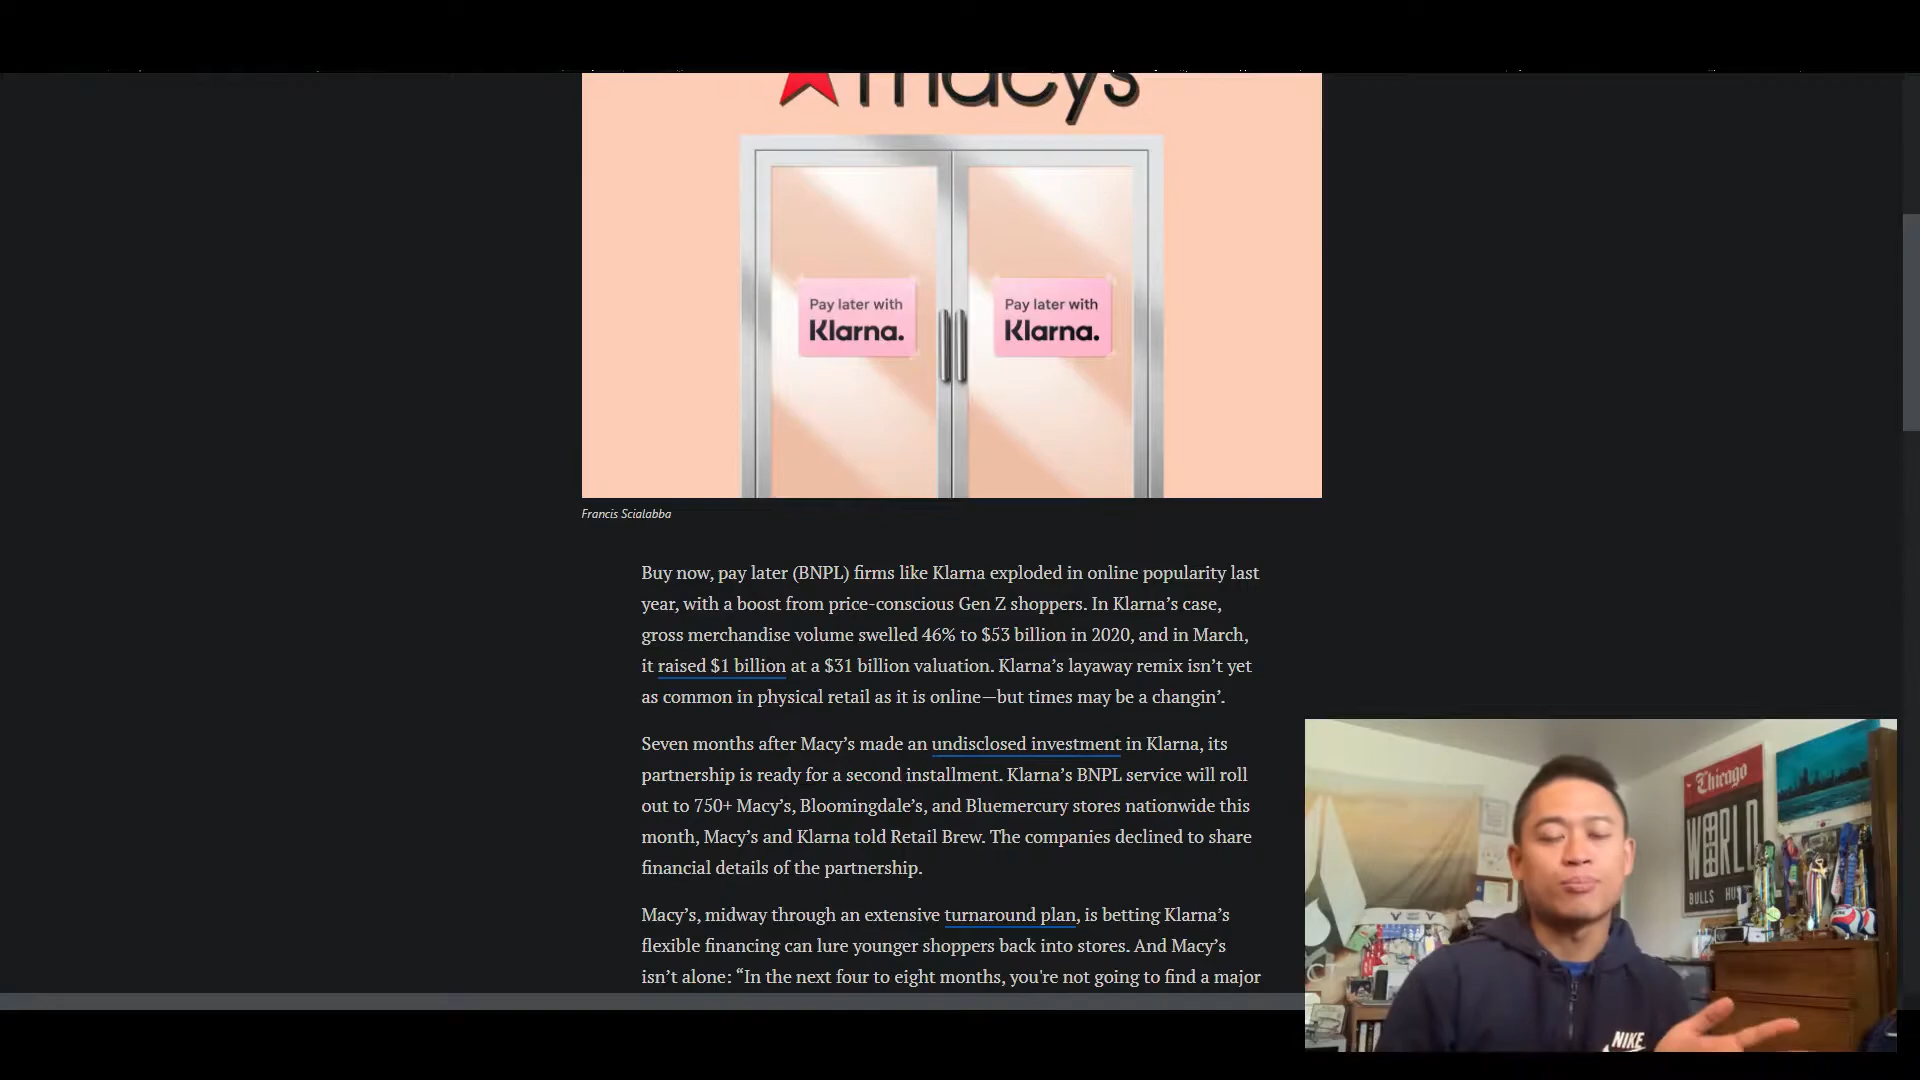 macys
Pay later with
Klarna.
Pay later with
Klarna.
Francis Scialabba
Buy now, pay later (BNPL) firms like Klarna exploded in online popularity last
year, with a boost from price-conscious Gen Z shoppers. In Klarna’s case,
gross merchandise volume swelled 46% to $53 billion in 2020, and in March,
it raised $1 billion at a $31 billion valuation. Klarna’s layaway remix isn’t yet
as common in physical retail as it is online—but times may be a changin’.
Seven months after Macy’s made an undisclosed investment in Klarna, its
partnership is ready for a second installment. Klarna’s BNPL service will roll
out to 750+ Macy’s, Bloomingdale’s, and Bluemercury stores nationwide this
month, Macy’s and Klarna told Retail Brew. The companies declined to share
financial details of the partnership.
Macy’s, midway through an extensive turnaround plan, is betting Klarna’s
flexible financing can lure younger shoppers back into stores. And Macy’s
isn’t alone: “In the next four to eight months, you're not going to find a major
Chicago
WORLD
BULLS
NIKE